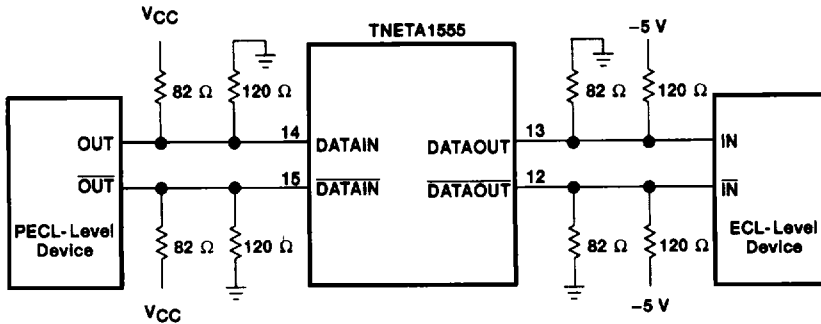 VCC
TNETA1555
−5 V
82 Ω
120 Ω
82 Ω
120 Ω
OUT
14
DATAIN
DATAOUT
13
IN
OUT
15
DATAIN
DATAOUT
12
IN
PECL-Level
Device
ECL-Level
Device
82 Ω
120 Ω
82 Ω
120 Ω
VCC
−5 V